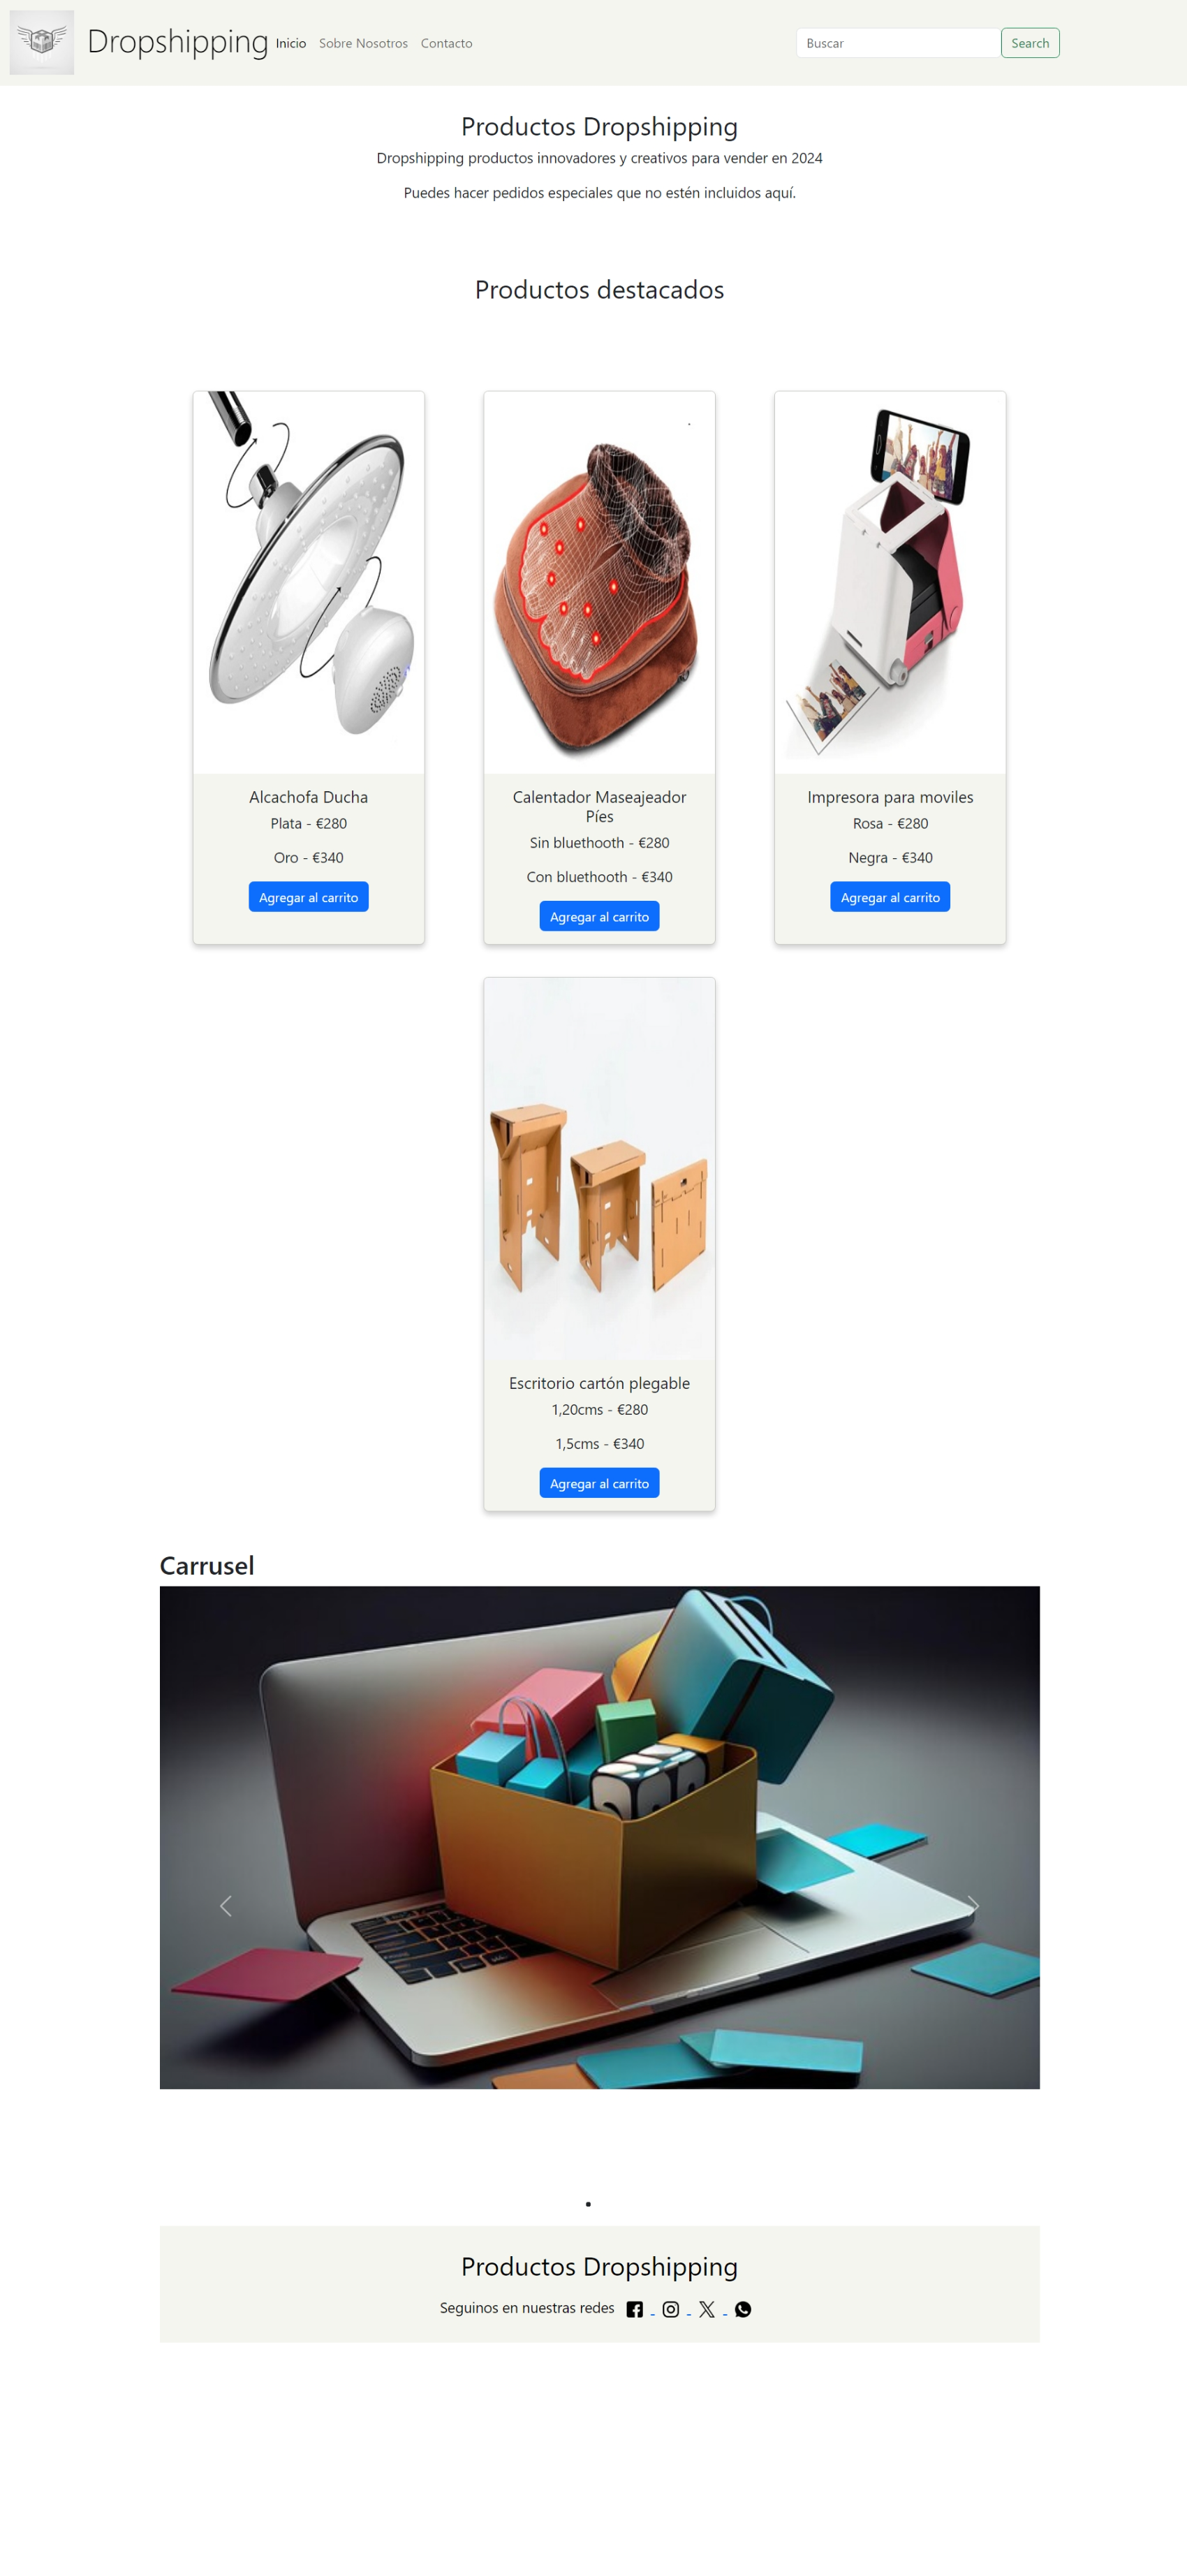 Dropshipping Inicio Sobre Nosotros Contacto Buscar Search
Productos Dropshipping
Dropshipping productos innovadores y creativos para vender en 2024
Puedes hacer pedidos especiales que no estén incluidos aquí.
Productos destacados
Alcachofa Ducha
Plata - €280
Oro - €340
Agregar al carrito
Calentador Maseajeador
Píes
Sin bluethooth - €280
Con bluethooth - €340
Agregar al carrito
Impresora para moviles
Rosa - €280
Negra - €340
Agregar al carrito
Escritorio cartón plegable
1,20cms - €280
1,5cms - €340
Agregar al carrito
Carrusel
Productos Dropshipping
Seguinos en nuestras redes